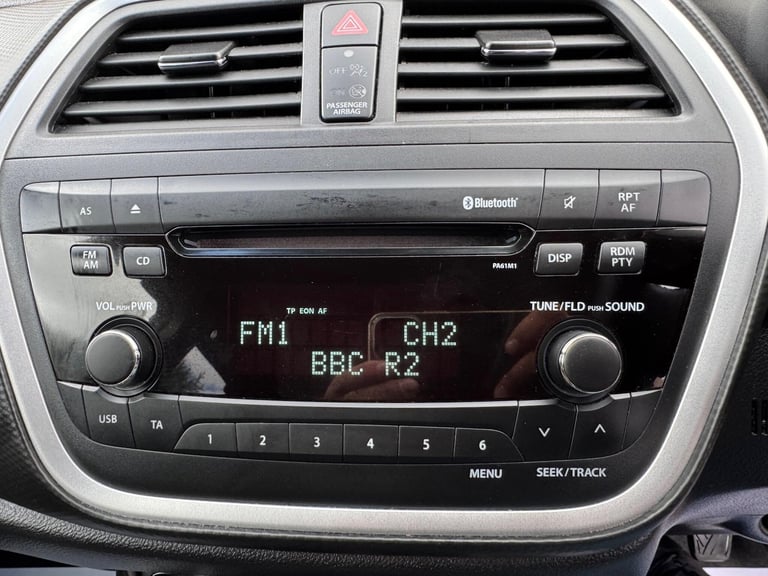 OFF
ON
PASSENGER
AIRBAG
AS
Bluetooth
RPT
AF
FM
AM
CD
PA61M1
DISP
RDM
PTY
VOL PUSH PWR
TP EON AF
TUNE/FLD PUSH SOUND
FM1 CH2
BBC R2
USB
TA
1 2 3 4 5 6
MENU
SEEK/TRACK